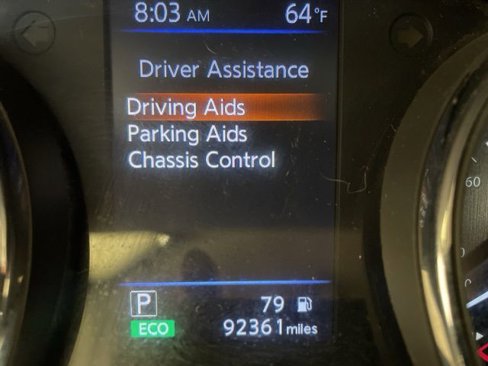 8:03 AM 64°F
Driver Assistance
Driving Aids
Parking Aids
Chassis Control
P 79
ECO 92361 miles
60